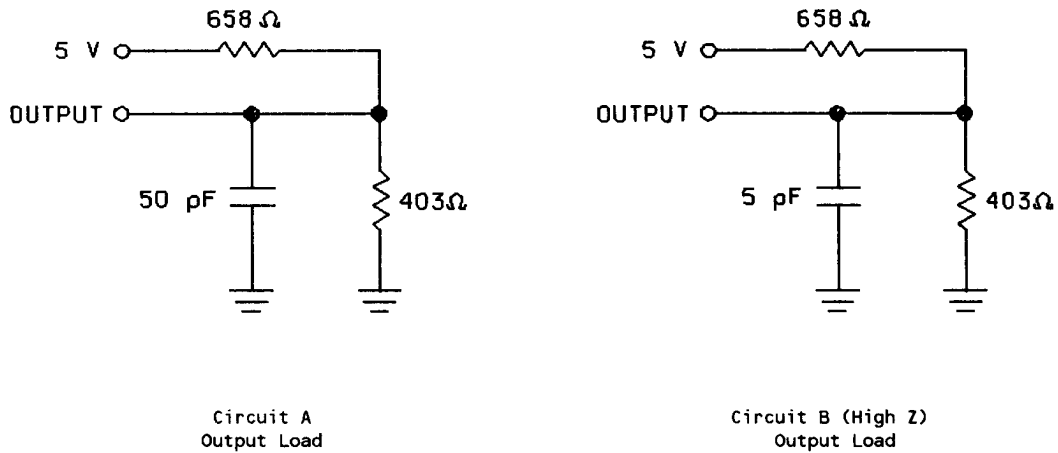 658 Ω
5 V
OUTPUT
50 pF
403Ω
Circuit A
Output Load
658 Ω
5 V
OUTPUT
5 pF
403Ω
Circuit B (High Z)
Output Load